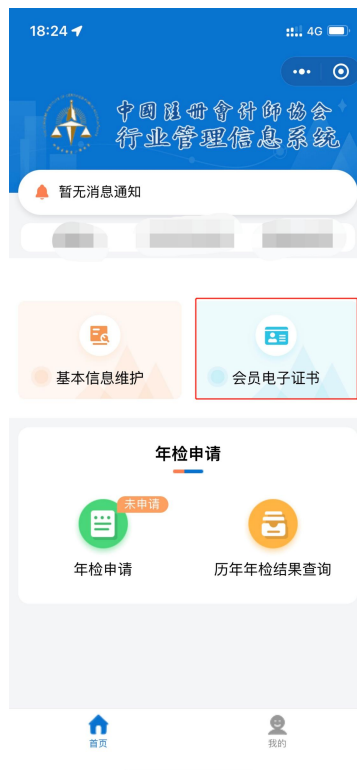 18:24 4G
中國注册會计師协会
行业管理信息系统
暂无消息通知
基本信息维护 会员电子证书
年检申请
未申请
年检申请 历年年检结果查询
首页 我的